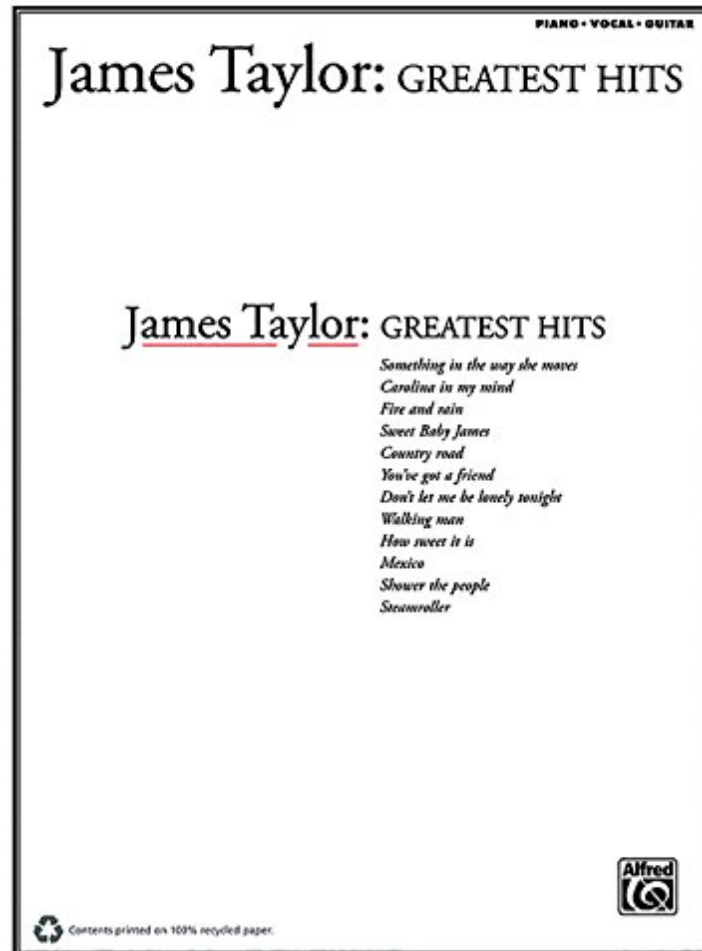 PIANO • VOCAL • GUITAR
James Taylor: GREATEST HITS
James Taylor: GREATEST HITS
Something in the way she moves
Carolina in my mind
Fire and rain
Sweet Baby James
Country road
You've got a friend
Don't let me be lonely tonight
Walking man
How sweet it is
Mexico
Shower the people
Steamroller
Alfred
Contents printed on 100% recycled paper.